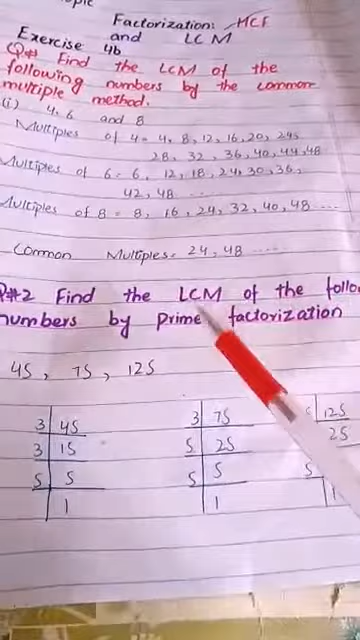 Factorization: HCF
Exercise and LCM
4b
Q#1 Find the LCM of the
following numbers by the common
multiple method.
(i) 4, 6 and 8
Multiples of 4 = 4, 8, 12, 16, 20, 24,
28, 32, 36, 40, 44, 48
Multiples of 6 = 6, 12, 18, 24, 30, 36,
42, 48 .....
Multiples of 8 = 8, 16, 24, 32, 40, 48 ....
Common Multiples = 24, 48 .....
Q#2 Find the LCM of the
numbers by prime factorization
45, 75, 125
3 45 3 75 125
3 15 5 25 25
5 5 5 5 5
1 1 1